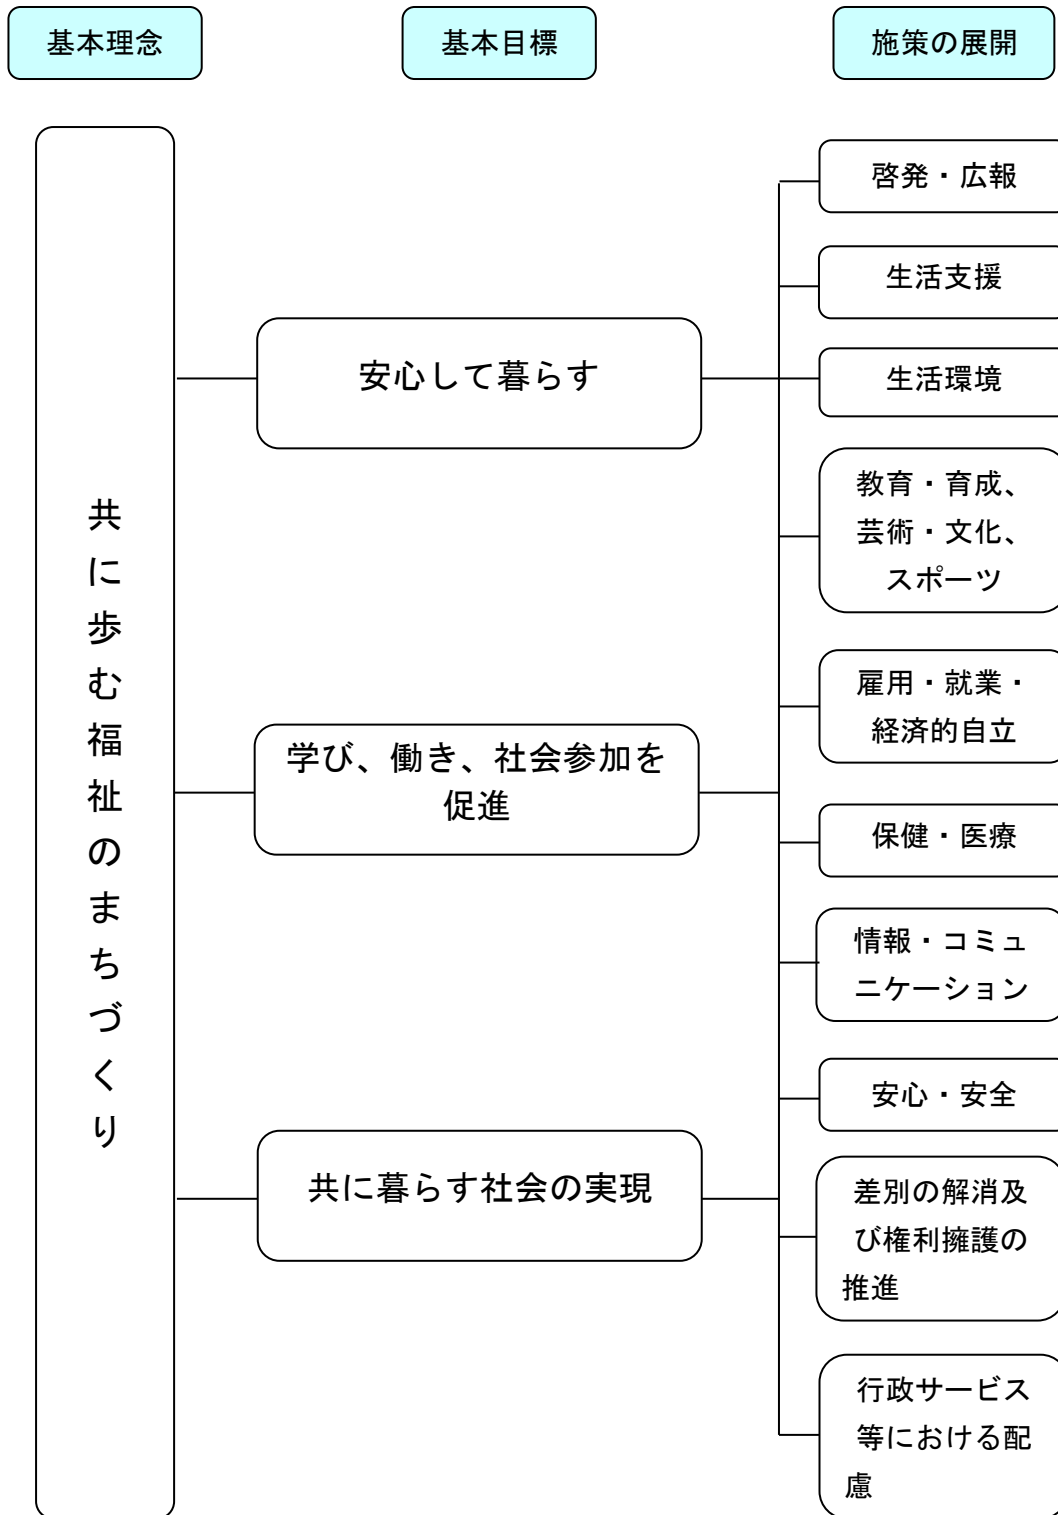 基本理念
基本目標
施策の展開
共に歩む福祉のまちづくり
安心して暮らす
学び、働き、社会参加を
促進
共に暮らす社会の実現
啓発・広報
生活支援
生活環境
教育・育成、
芸術・文化、
スポーツ
雇用・就業・
経済的自立
保健・医療
情報・コミュ
ニケーション
安心・安全
差別の解消及
び権利擁護の
推進
行政サービス
等における配
慮